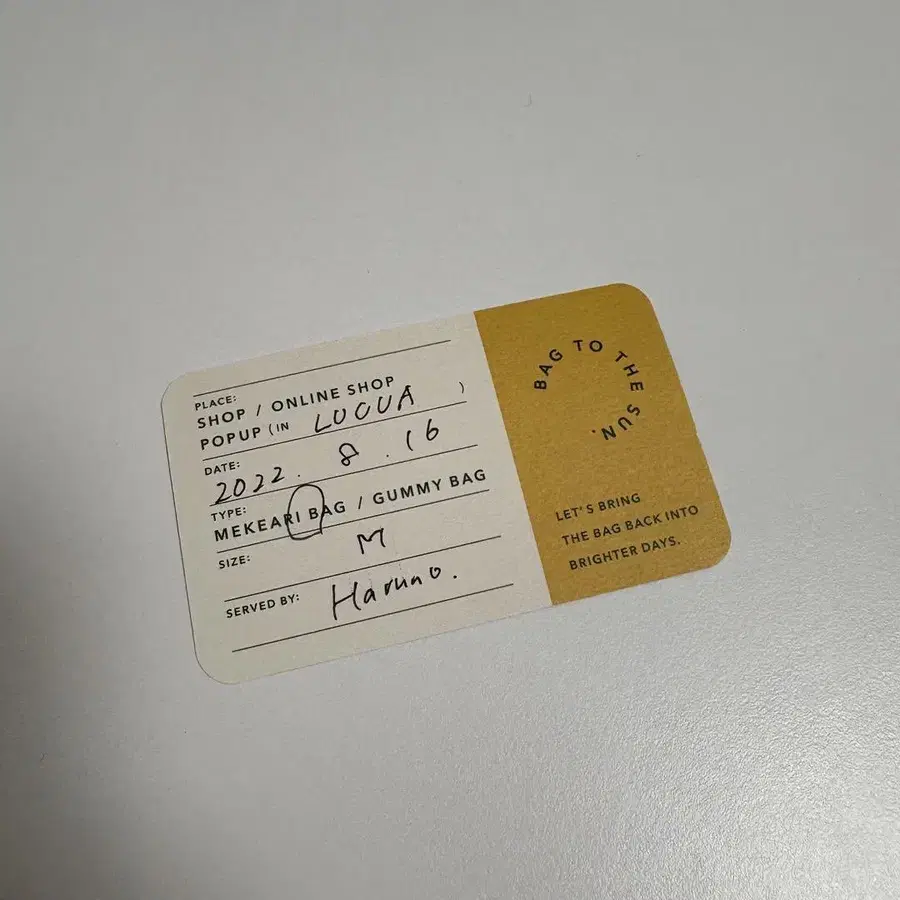 PLACE:
SHOP / ONLINE SHOP
POPUP (IN LUCUA )
DATE:
2022. 8. 16
TYPE:
MEKEARI BAG / GUMMY BAG
SIZE: M
SERVED BY: Haruno.
BAG TO THE SUN.
LET'S BRING
THE BAG BACK INTO
BRIGHTER DAYS.